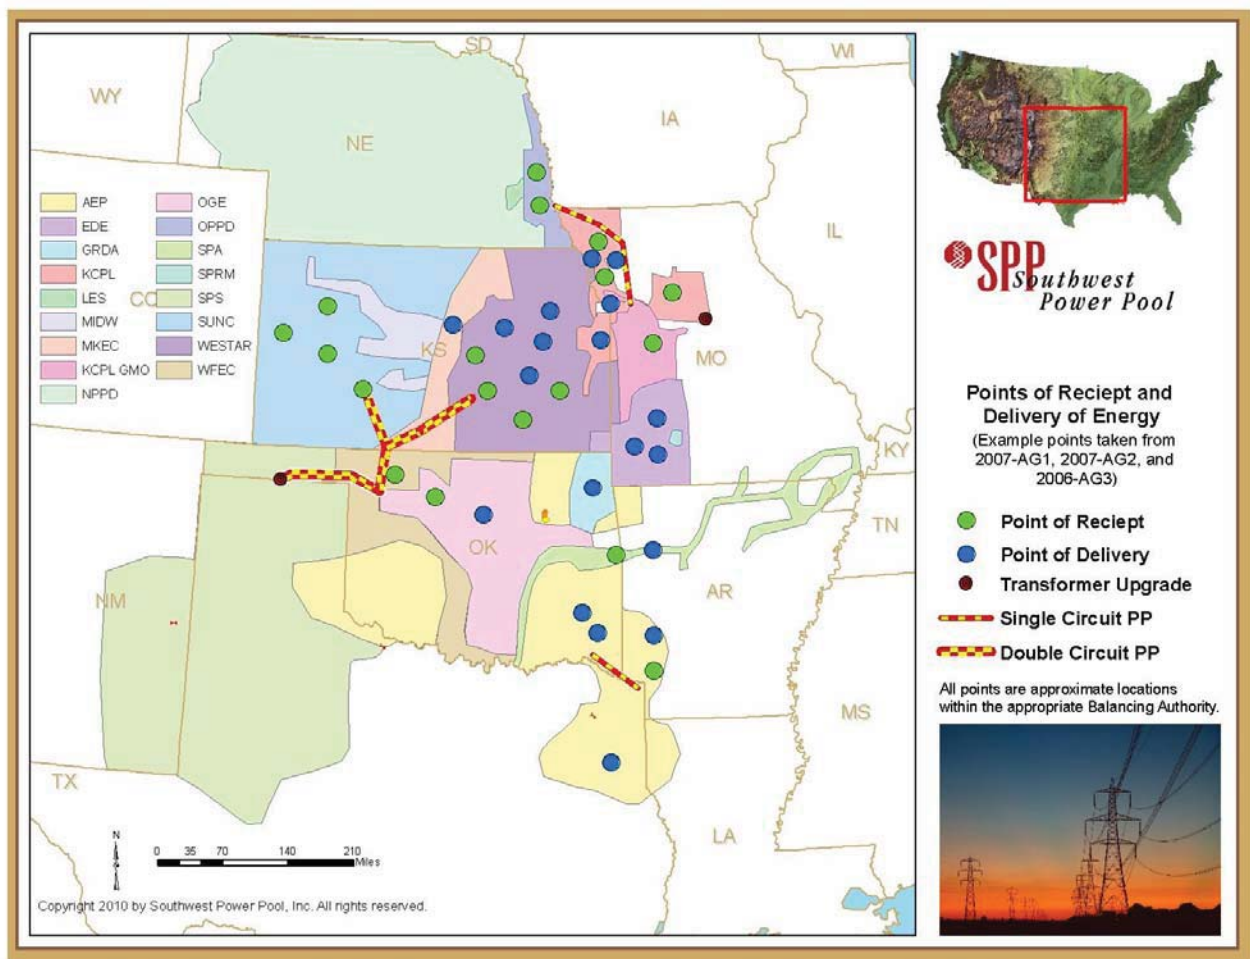 SD
WI
WY
IA
NE
IL
AEP
OGE
EDE
OPPD
GRDA
SPA
KCPL
SPRM
LES
CO
SPS
MIDW
SUNC
MKEC
KS
WESTAR
KCPL GMO
WFEC
MO
NPPD
KY
TN
OK
NM
AR
MS
TX
LA
N
0 35 70 140 210
Miles
Copyright 2010 by Southwest Power Pool, Inc. All rights reserved.
SPP
Southwest
Power Pool
Points of Reciept and
Delivery of Energy
(Example points taken from
2007-AG1, 2007-AG2, and
2006-AG3)
Point of Reciept
Point of Delivery
Transformer Upgrade
Single Circuit PP
Double Circuit PP
All points are approximate locations
within the appropriate Balancing Authority.